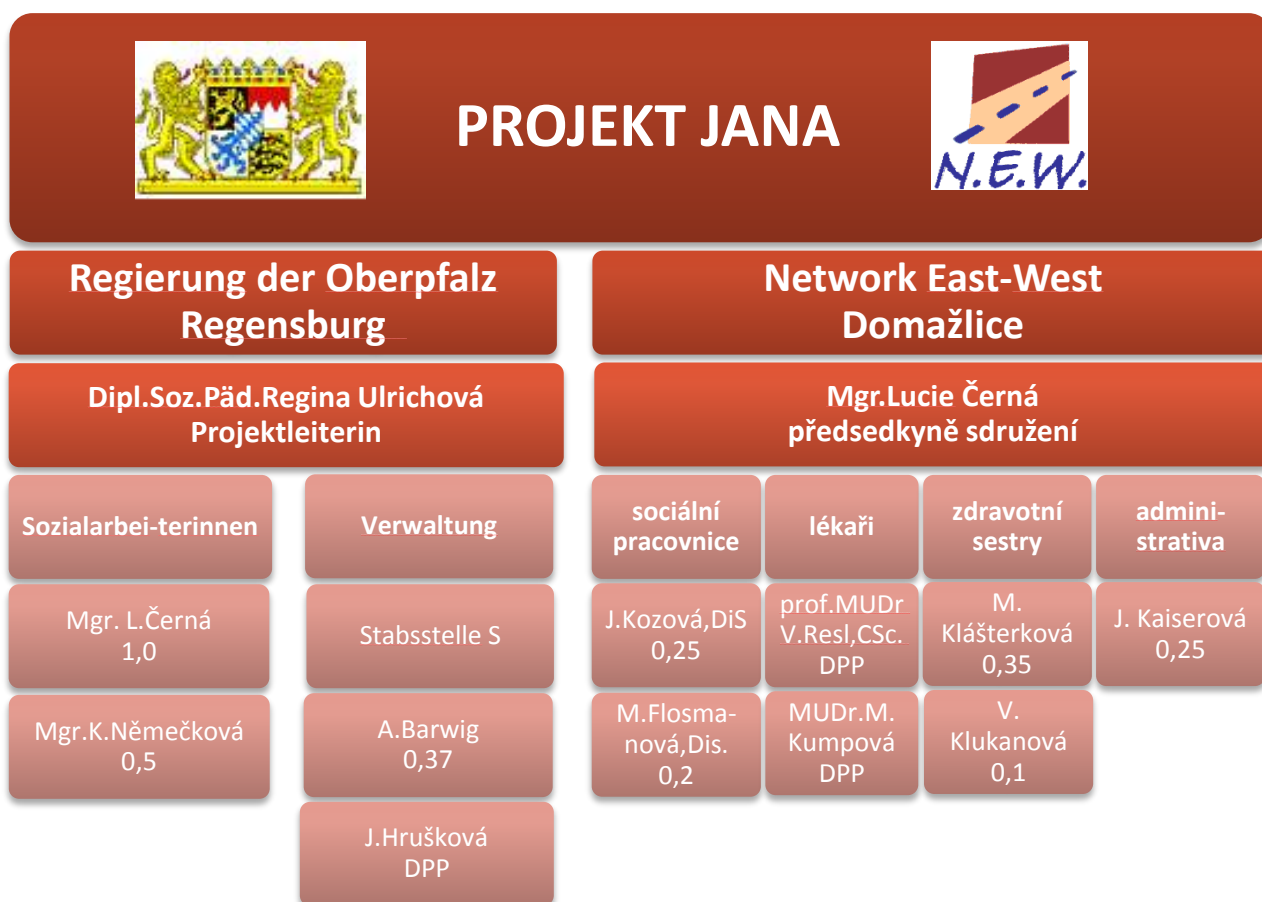 PROJEKT JANA
N.E.W.
Regierung der Oberpfalz
Regensburg
Network East-West
Domažlice
Dipl.Soz.Päd.Regina Ulrichová
Projektleiterin
Mgr.Lucie Černá
předsedkyně sdružení
Sozialarbei-terinnen
Mgr. L.Černá
1,0
Mgr.K.Němečková
0,5
Verwaltung
Stabsstelle S
A.Barwig
0,37
J.Hrušková
DPP
sociální
pracovnice
J.Kozová,DiS
0,25
M.Flosma-
nová,Dis.
0,2
lékaři
prof.MUDr
V.Resl,CSc.
DPP
MUDr.M.
Kumpová
DPP
zdravotní
sestry
M.
Klášterková
0,35
V.
Klukanová
0,1
admini-
strativa
J. Kaiserová
0,25